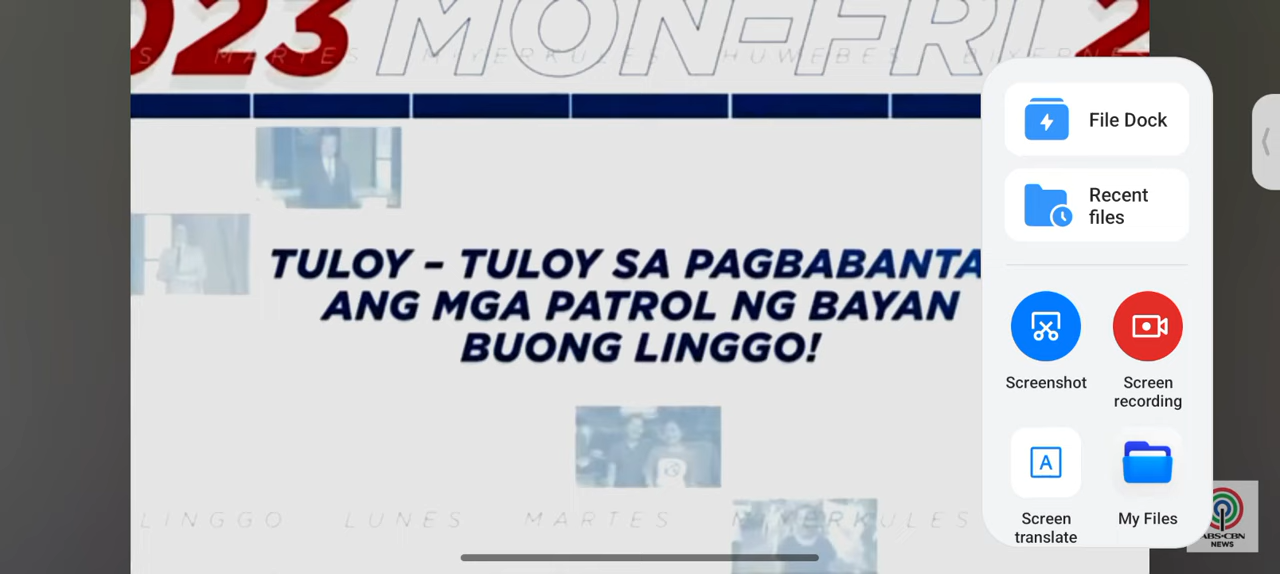 023 MON-FRI 2
S MARTES MIYERKULES HUWEBES BIYERNES
TULOY - TULOY SA PAGBABANTA
ANG MGA PATROL NG BAYAN
BUONG LINGGO!
LINGGO LUNES MARTES MIYERKULES
File Dock
Recent
files
Screenshot
Screen
recording
A
Screen
translate
My Files
ABS-CBN
NEWS